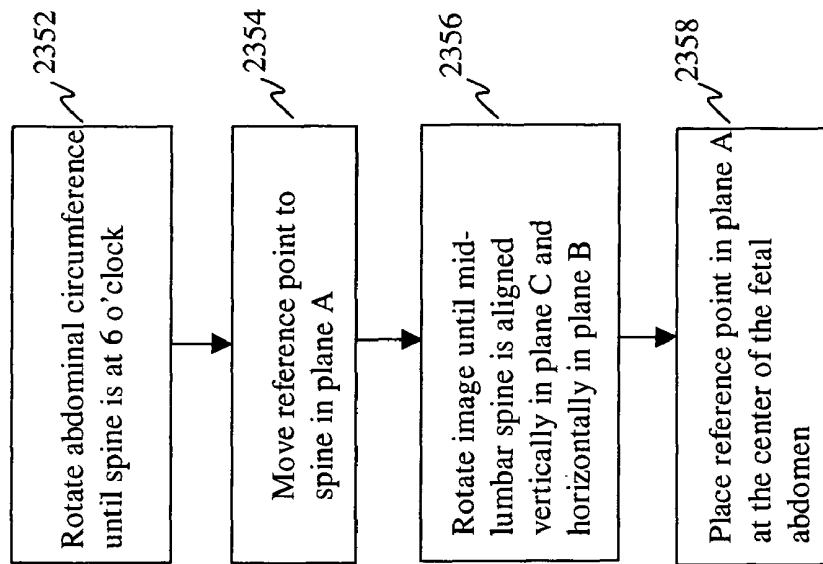 2352
Rotate abdominal circumference
until spine is at 6 o'clock
2354
Move reference point to
spine in plane A
2356
Rotate image until mid-
lumbar spine is aligned
vertically in plane C and
horizontally in plane B
2358
Place reference point in plane A
at the center of the fetal
abdomen